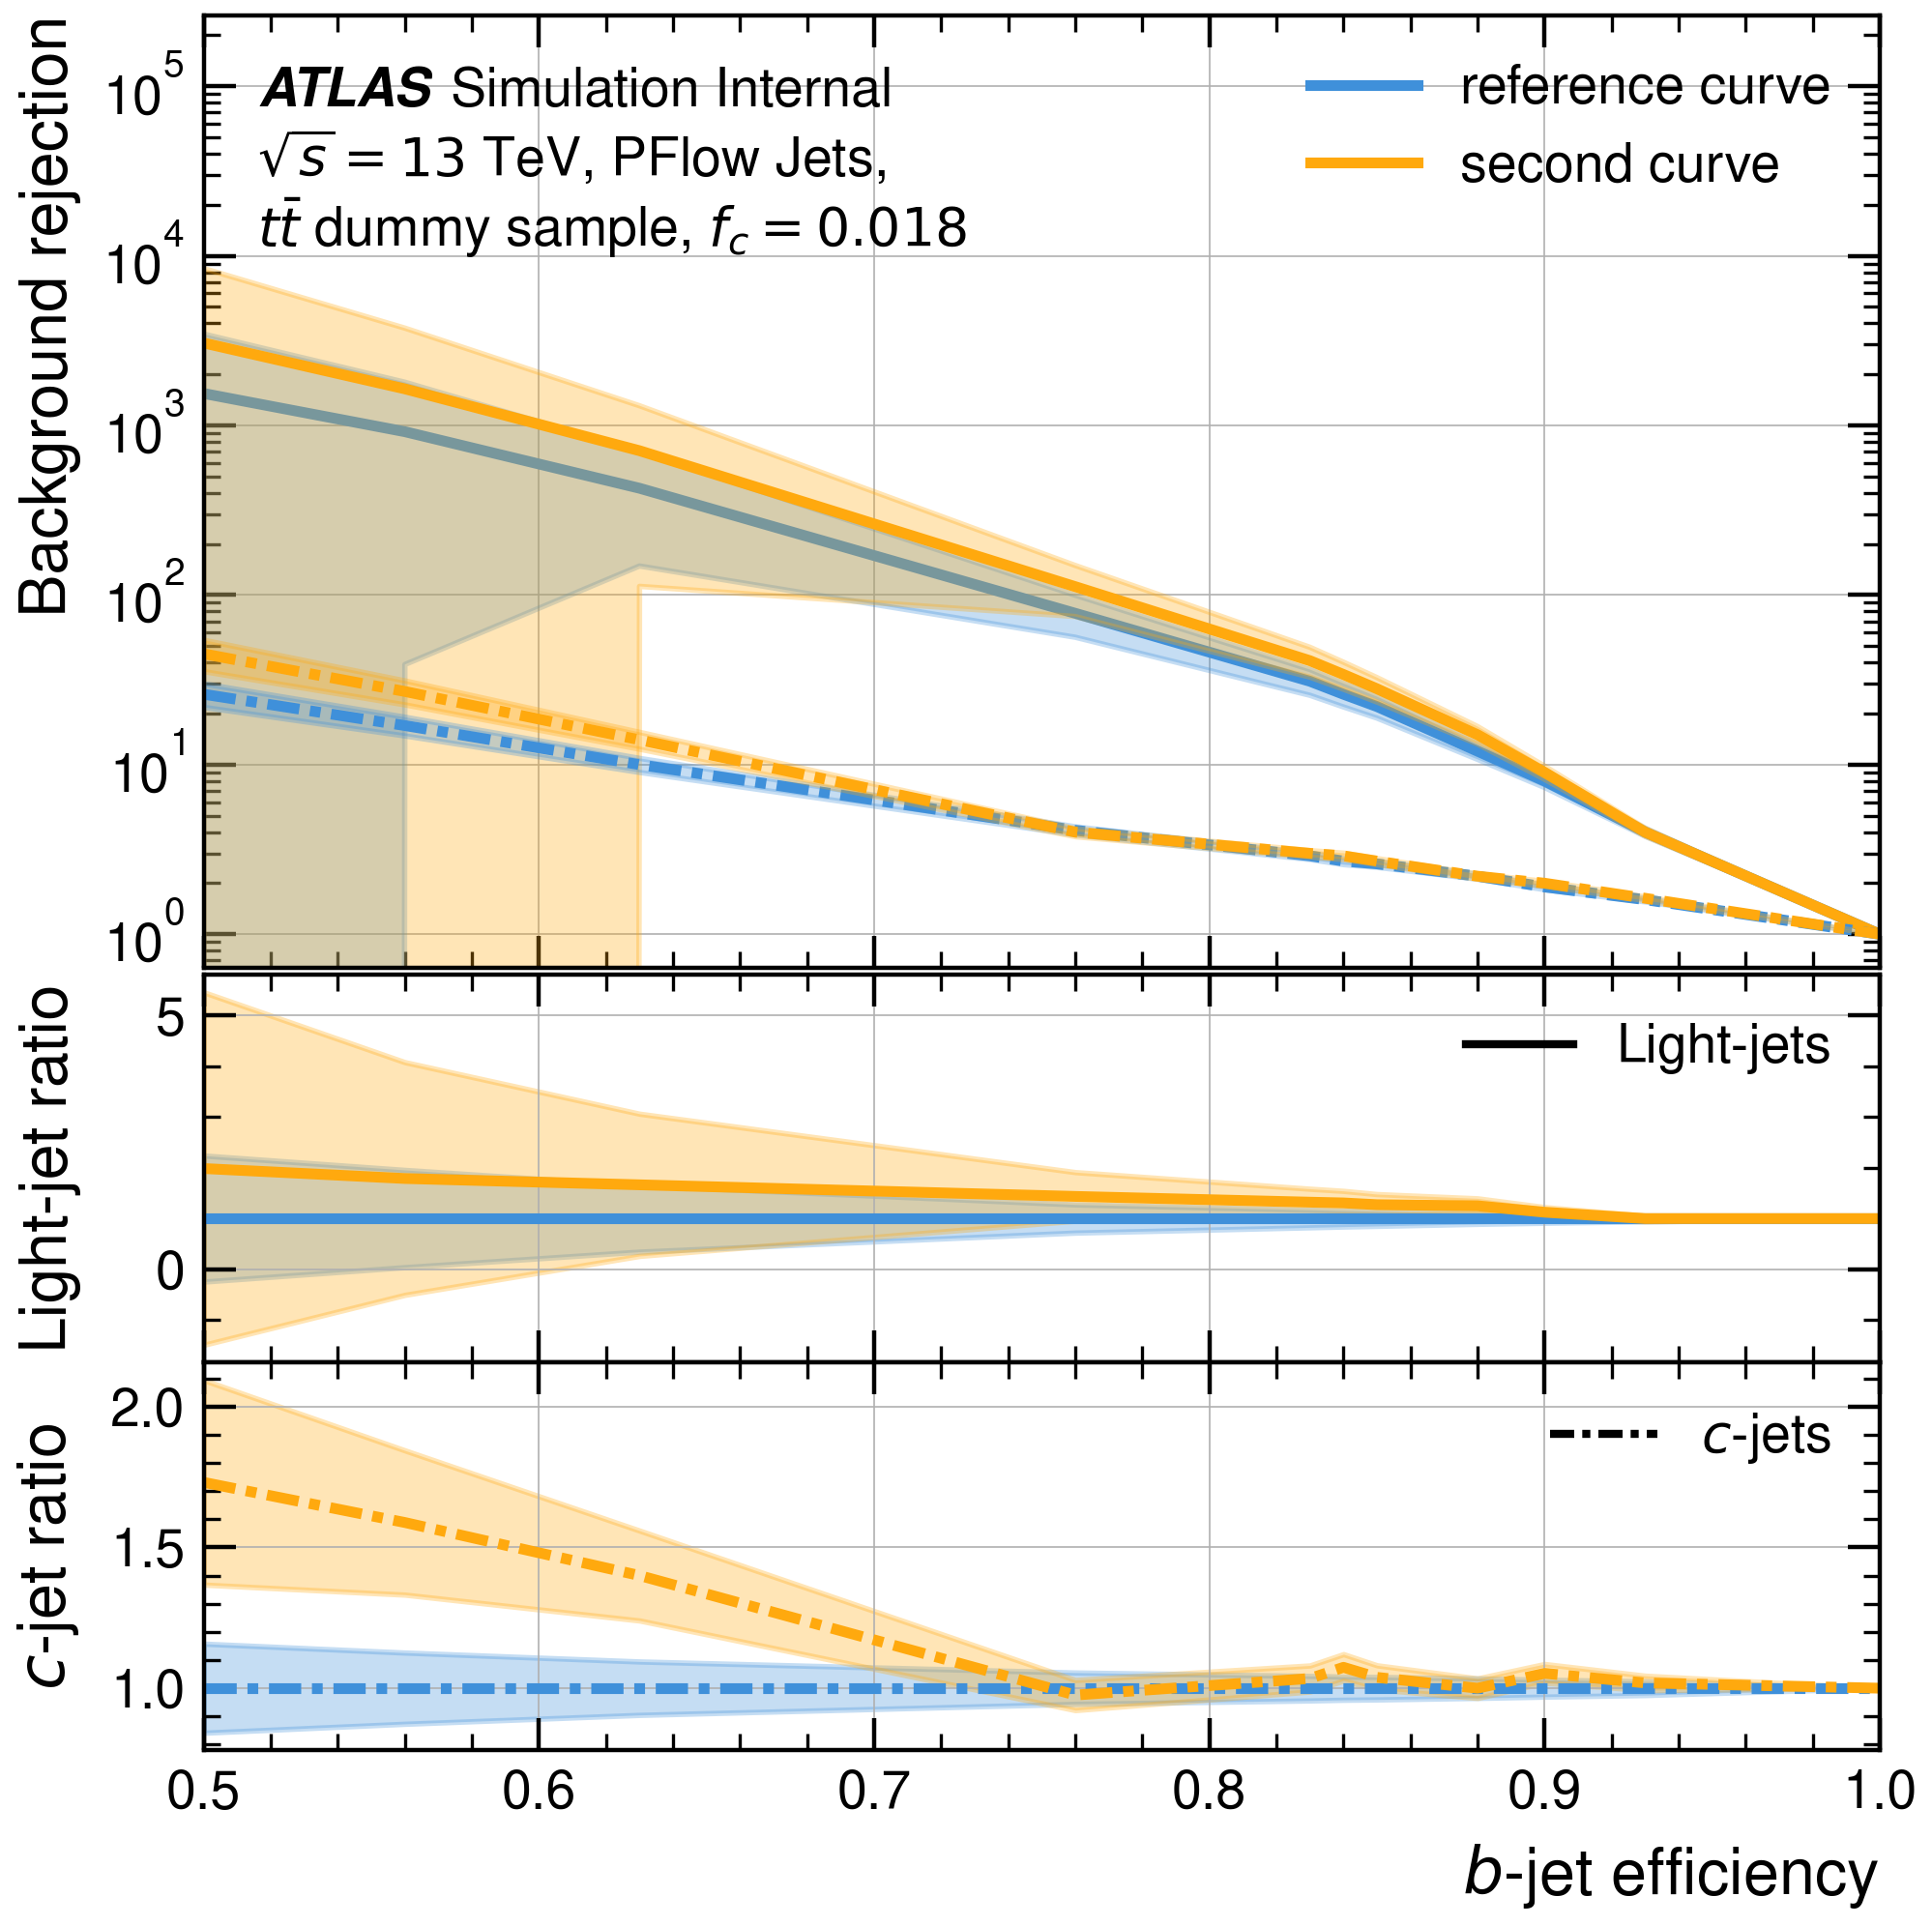 Background rejection
10^5
10^4
10^3
10^2
10^1
10^0
ATLAS Simulation Internal
√s = 13 TeV, PFlow Jets,
tt̄ dummy sample, f_c = 0.018
reference curve
second curve
Light-jet ratio
5
0
Light-jets
c-jet ratio
2.0
1.5
1.0
c-jets
0.5 0.6 0.7 0.8 0.9 1.0
b-jet efficiency